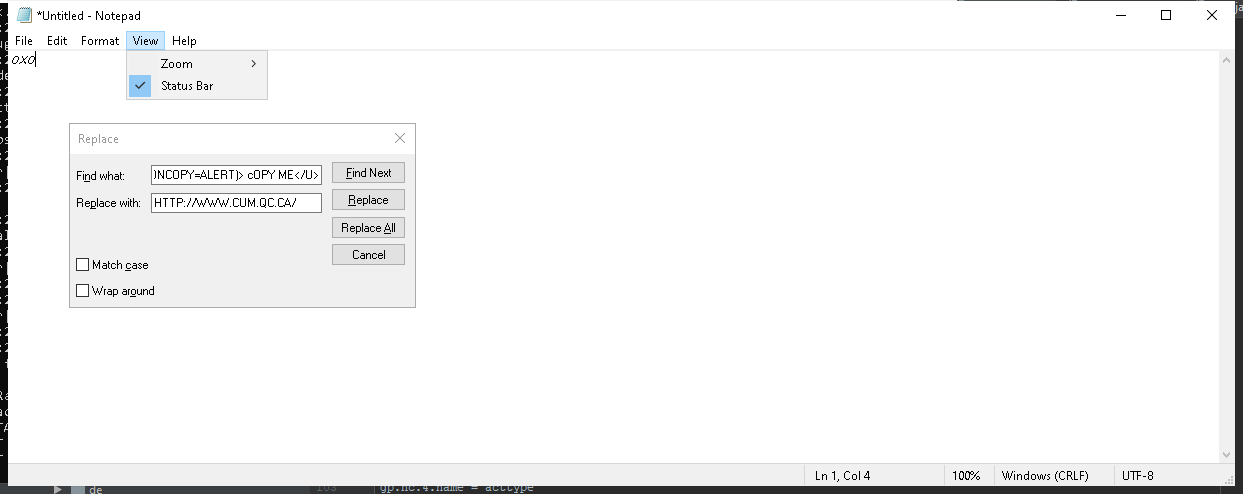 *Untitled - Notepad
File Edit Format View Help
oxo
Zoom
Status Bar
Replace
Find what: )NCOPY=ALERT)> cOPY ME</U> Find Next
Replace with: HTTP://WWW.CUM.QC.CA/ Replace
Replace All
Cancel
Match case
Wrap around
Ln 1, Col 4 100% Windows (CRLF) UTF-8
de 103 gp.nc.4.name = acttype